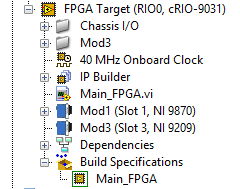 FPGA Target (RIO0, cRIO-9031)
Chassis I/O
Mod3
40 MHz Onboard Clock
IP Builder
Main_FPGA.vi
Mod1 (Slot 1, NI 9870)
Mod3 (Slot 3, NI 9209)
Dependencies
Build Specifications
Main_FPGA